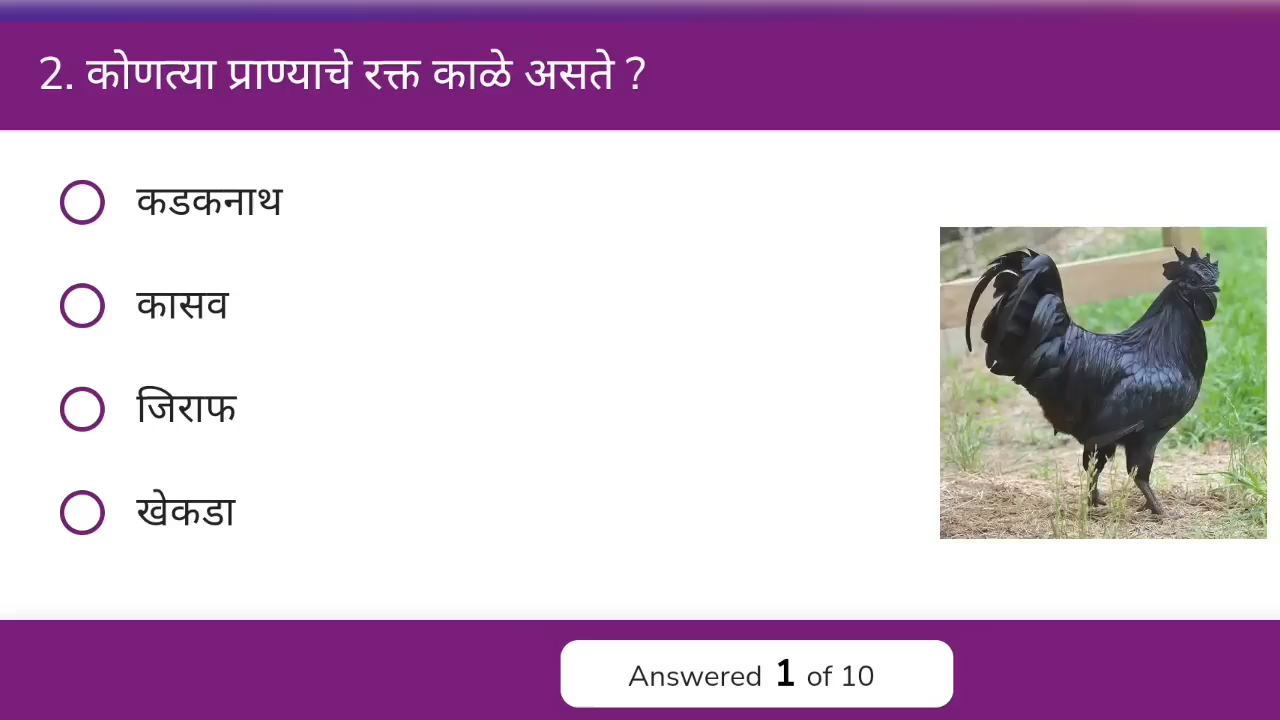 2. कोणत्या प्राण्याचे रक्त काळे असते ?
कडकनाथ
कासव
जिराफ
खेकडा
Answered 1 of 10